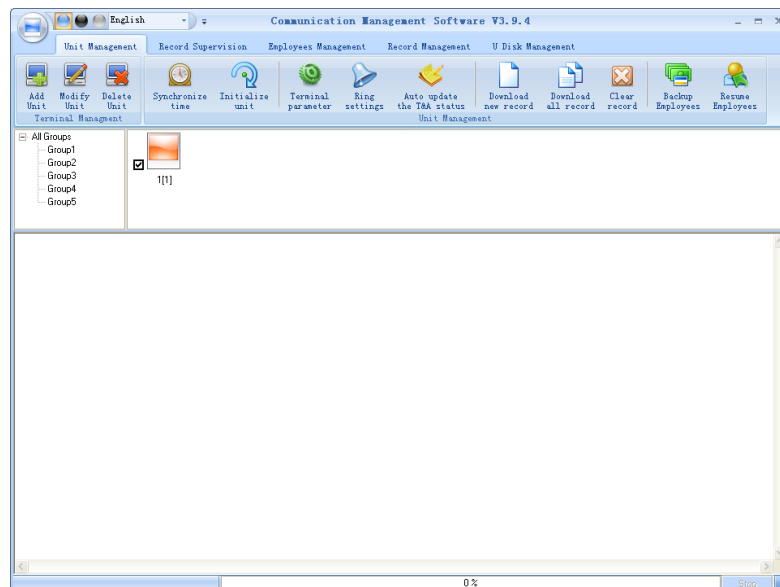 English
Communication Management Software V3.9.4
Unit Management
Record Supervision
Employees Management
Record Management
U Disk Management
Add Unit
Modify Unit
Delete Unit
Synchronize time
Initialize unit
Terminal parameter
Ring settings
Auto update the T&A status
Download new record
Download all record
Clear record
Backup Employees
Resume Employees
Terminal Managment
Unit Management
All Groups
Group1
Group2
Group3
Group4
Group5
1[1]
0 %
Stop